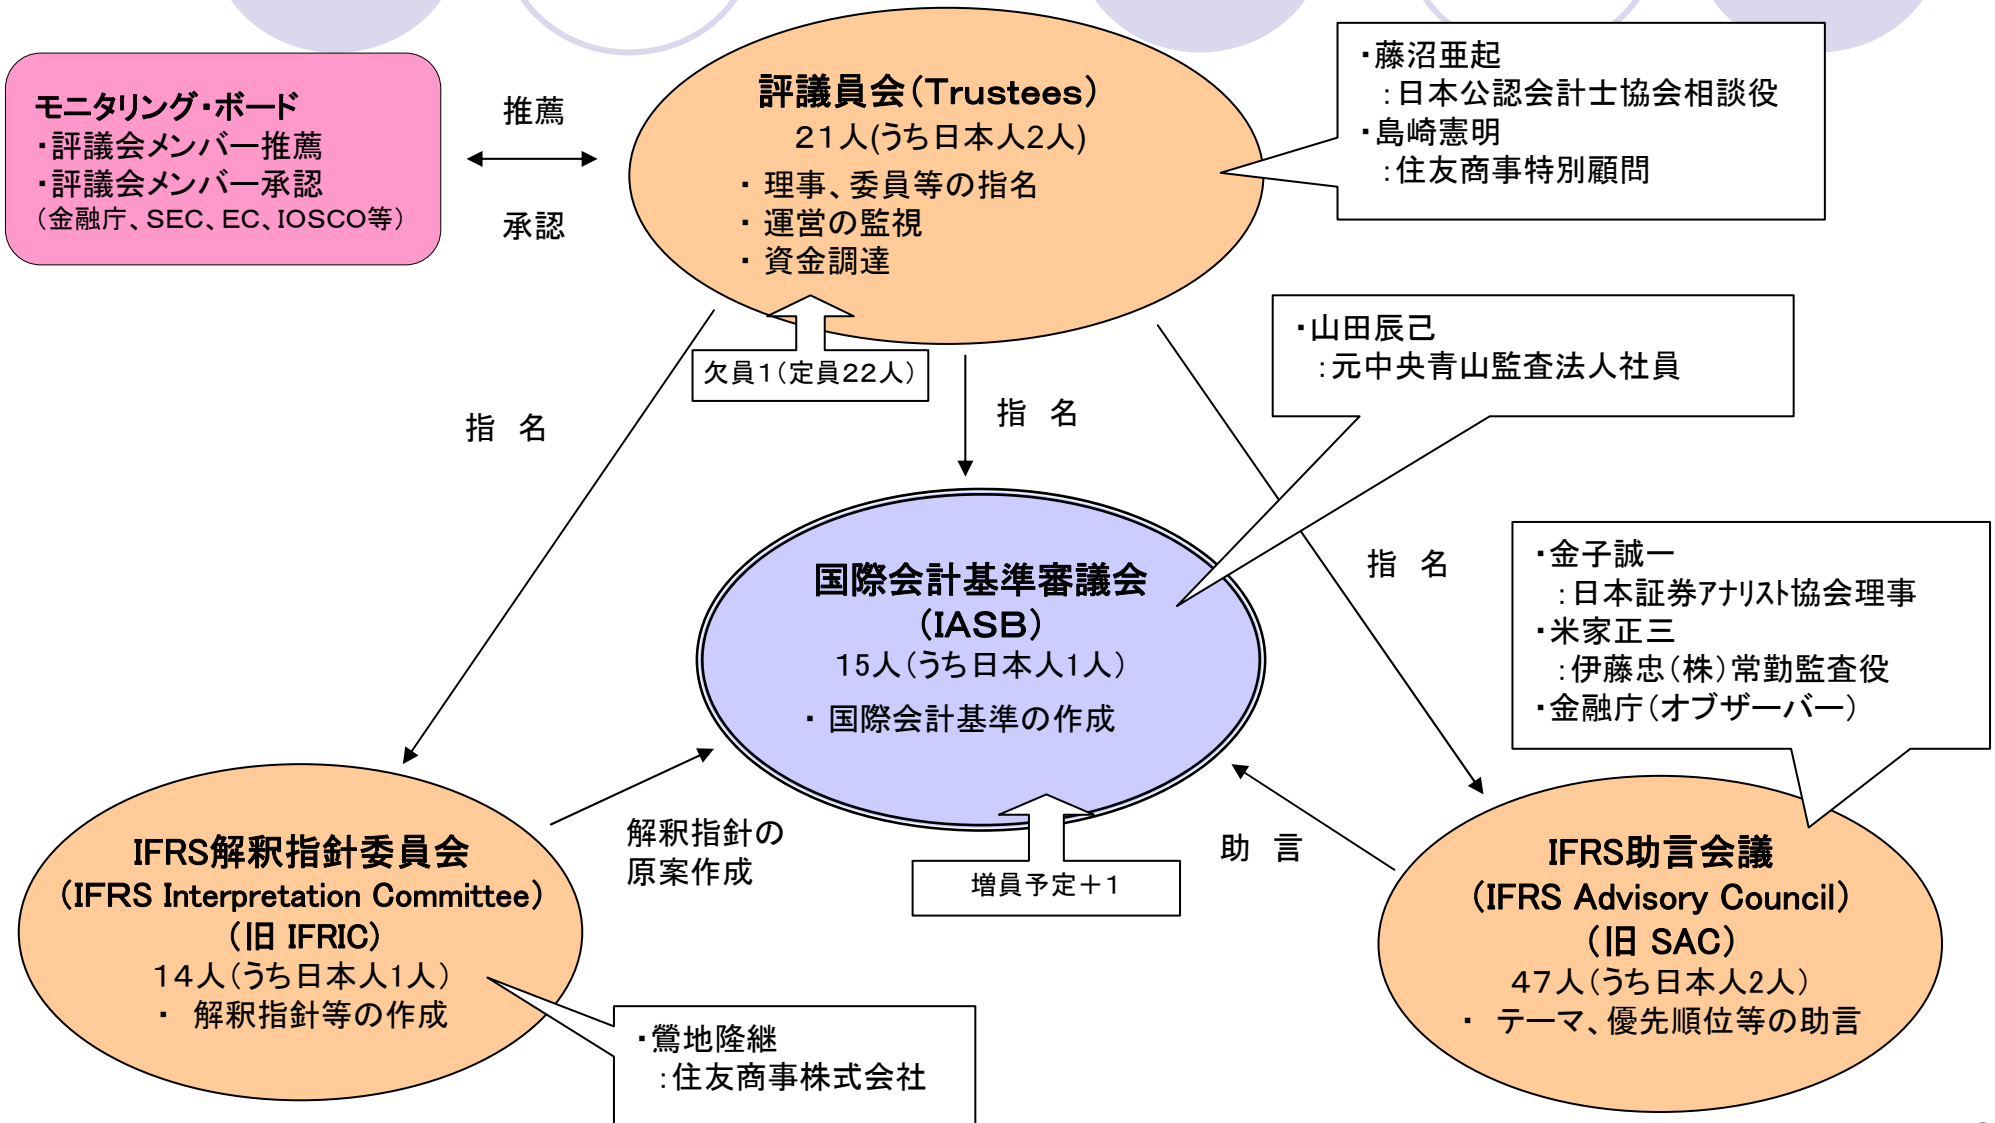 モニタリング・ボード
・評議会メンバー推薦
・評議会メンバー承認
(金融庁、SEC、EC、IOSCO等)
推薦
承認
評議員会(Trustees)
21人(うち日本人2人)
・理事、委員等の指名
・運営の監視
・資金調達
・藤沼亜起
:日本公認会計士協会相談役
・島崎憲明
:住友商事特別顧問
欠員1(定員22人)
指 名
指 名
指 名
・山田辰己
:元中央青山監査法人社員
国際会計基準審議会
(IASB)
15人(うち日本人1人)
・国際会計基準の作成
増員予定+1
・金子誠一
:日本証券アナリスト協会理事
・米家正三
:伊藤忠(株)常勤監査役
・金融庁(オブザーバー)
解釈指針の
原案作成
助 言
IFRS解釈指針委員会
(IFRS Interpretation Committee)
(旧 IFRIC)
14人(うち日本人1人)
・ 解釈指針等の作成
・鶯地隆継
:住友商事株式会社
IFRS助言会議
(IFRS Advisory Council)
(旧 SAC)
47人(うち日本人2人)
・ テーマ、優先順位等の助言